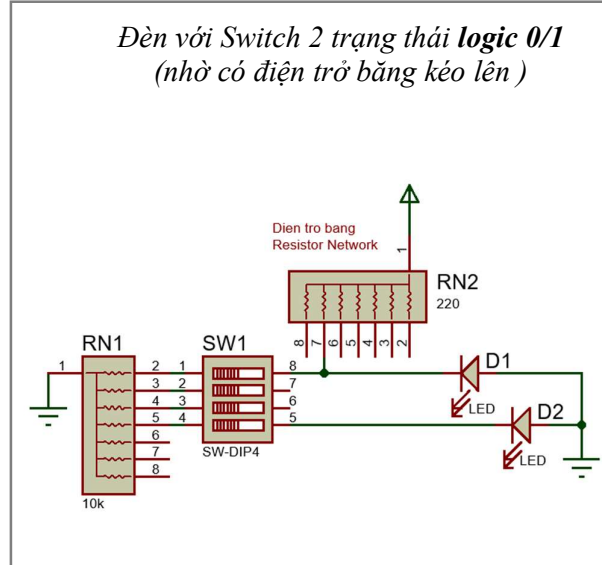 Đèn với Switch 2 trạng thái logic 0/1
(nhờ có điện trở băng kéo lên )
Dien tro bang
Resistor Network
1
RN2
220
8 7 6 5 4 3 2
RN1
SW1
D1
1
2 1
8
3 2
7
LED
4 3
6
D2
5 4
5
6
SW-DIP4
LED
7
8
10k